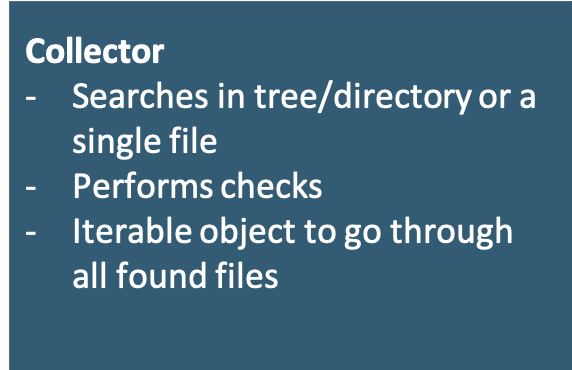 Collector
- Searches in tree/directory or a
single file
- Performs checks
- Iterable object to go through
all found files